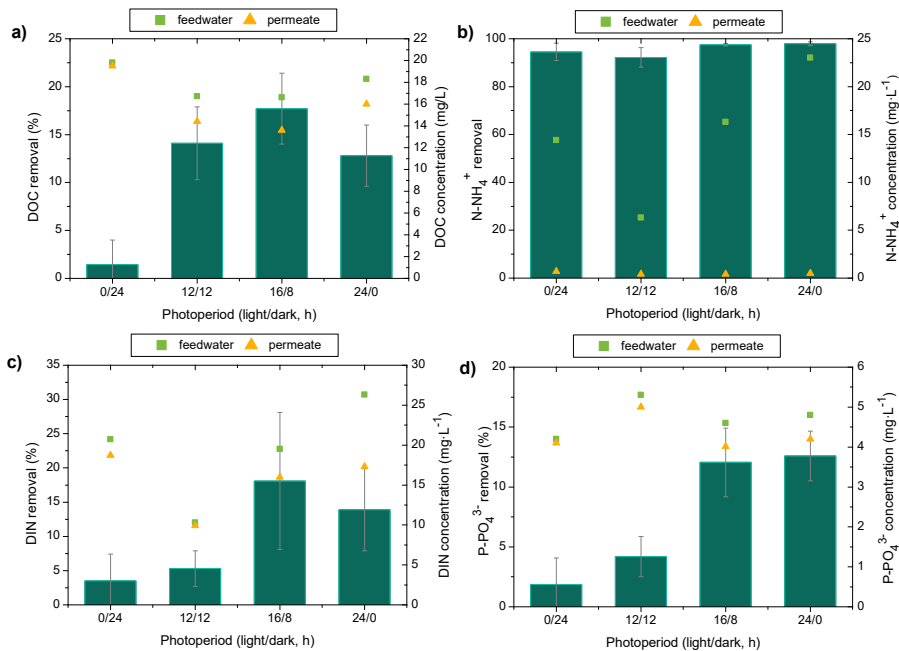 feedwater permeate
a)
25
20
15
10
5
0
DOC removal (%)
22
20
18
16
14
12
10
8
6
4
2
0
DOC concentration (mg/L)
0/24 12/12 16/8 24/0
Photoperiod (light/dark, h)
feedwater permeate
b)
100
80
60
40
20
0
N-NH₄⁺ removal
25
20
15
10
5
0
N-NH₄⁺ concentration (mg·L⁻¹)
0/24 12/12 16/8 24/0
Photoperiod (light/dark, h)
feedwater permeate
c)
35
30
25
20
15
10
5
0
DIN removal (%)
30
25
20
15
10
5
0
DIN concentration (mg·L⁻¹)
0/24 12/12 16/8 24/0
Photoperiod (light/dark, h)
feedwater permeate
d)
20
15
10
5
0
P-PO₄³⁻ removal (%)
6
5
4
3
2
1
0
P-PO₄³⁻ concentration (mg·L⁻¹)
0/24 12/12 16/8 24/0
Photoperiod (light/dark, h)